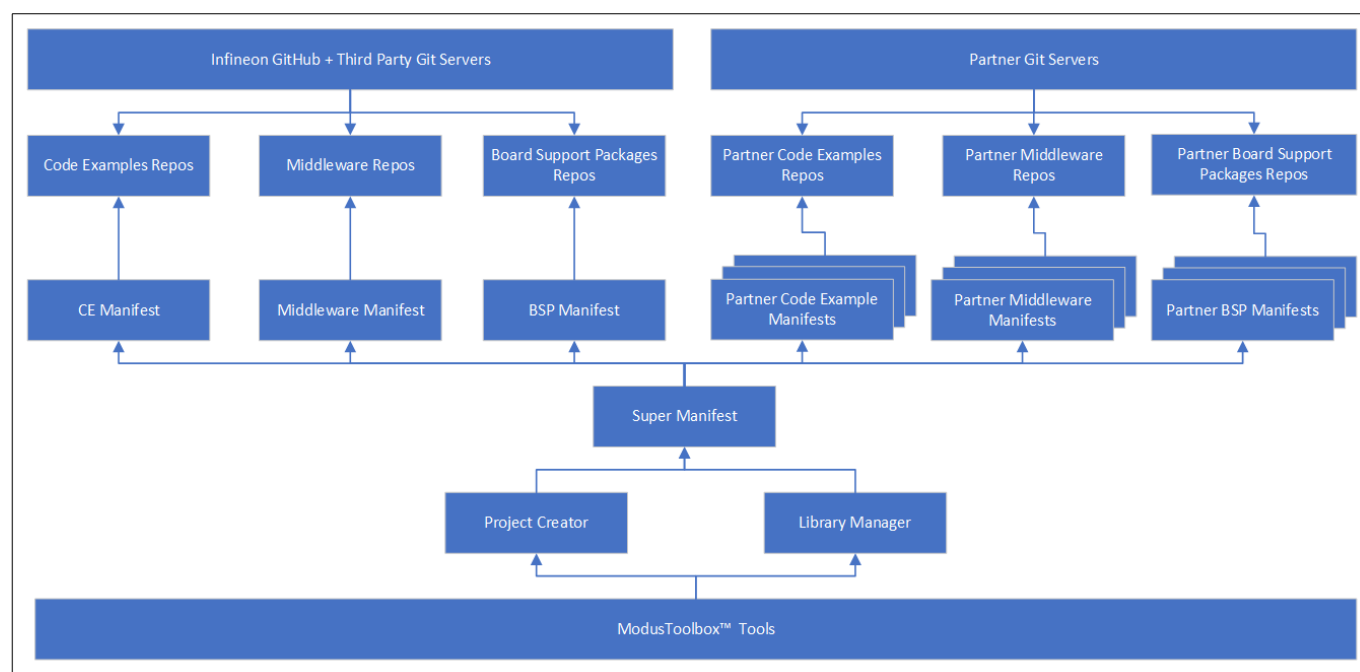 Infineon GitHub + Third Party Git Servers
Partner Git Servers
Code Examples Repos
Middleware Repos
Board Support Packages
Repos
Partner Code Examples
Repos
Partner Middleware
Repos
Partner Board Support
Packages Repos
CE Manifest
Middleware Manifest
BSP Manifest
Partner Code Example
Manifests
Partner Middleware
Manifests
Partner BSP Manifests
Super Manifest
Project Creator
Library Manager
ModusToolbox™ Tools